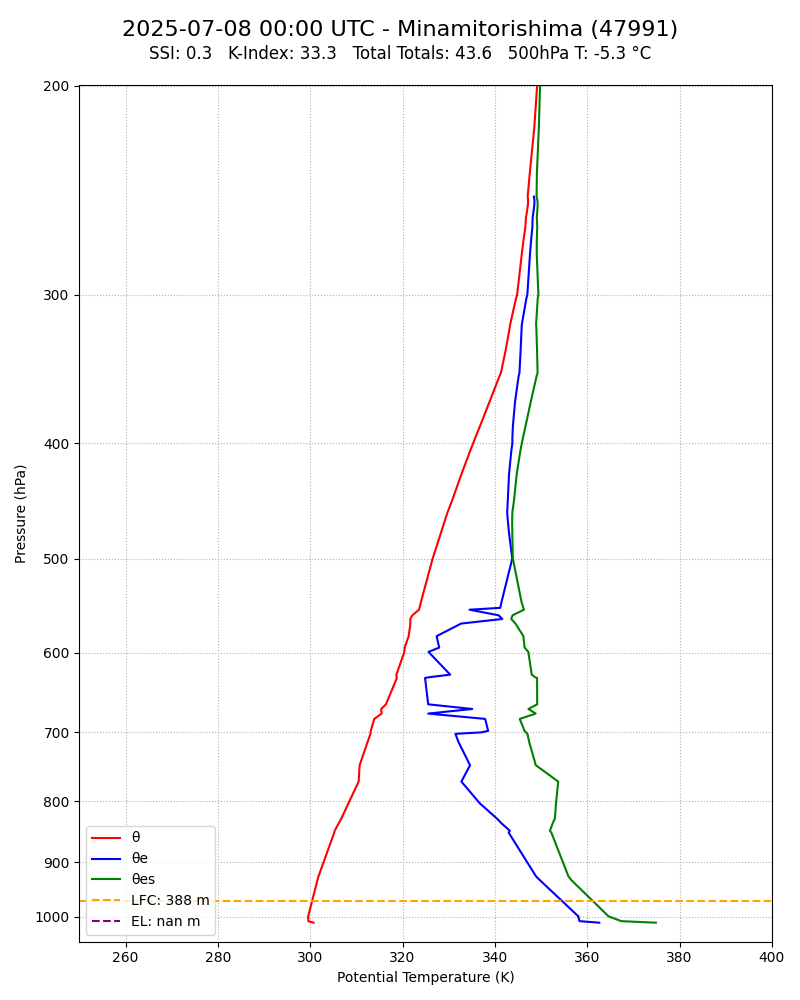 2025-07-08 00:00 UTC - Minamitorishima (47991)
SSI: 0.3   K-Index: 33.3   Total Totals: 43.6   500hPa T: -5.3 °C
200
300
400
500
600
700
800
900
1000
Pressure (hPa)
θ
θe
θes
LFC: 388 m
EL: nan m
260 280 300 320 340 360 380 400
Potential Temperature (K)